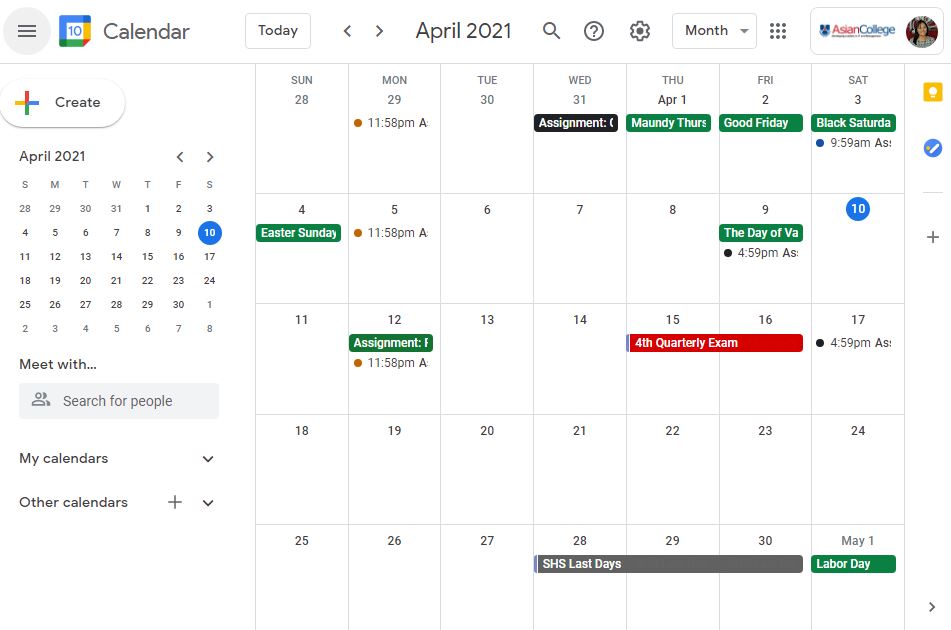 10 Calendar Today April 2021 Month AsianCollege
Create
April 2021
S M T W T F S
28 29 30 31 1 2 3
4 5 6 7 8 9 10
11 12 13 14 15 16 17
18 19 20 21 22 23 24
25 26 27 28 29 30 1
2 3 4 5 6 7 8
Meet with...
Search for people
My calendars
Other calendars
SUN MON TUE WED THU FRI SAT
28 29 30 31 Apr 1 2 3
11:58pm As Assignment: Maundy Thurs Good Friday Black Saturda
9:59am Ass
4 5 6 7 8 9 10
Easter Sunday 11:58pm As The Day of Va
4:59pm Ass
11 12 13 14 15 16 17
Assignment: 4th Quarterly Exam 4:59pm Ass
11:58pm As
18 19 20 21 22 23 24
25 26 27 28 29 30 May 1
SHS Last Days Labor Day